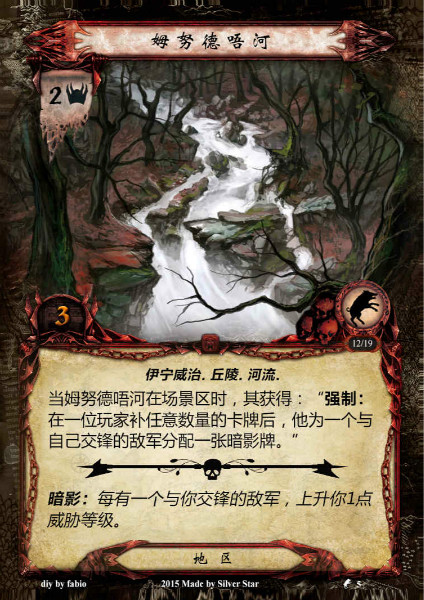 姆努德唔河
2
3
12/19
伊宁威治. 丘陵. 河流.
当姆努德唔河在场景区时，其获得：“强制：
在一位玩家补任意数量的卡牌后，他为一个与
自己交锋的敌军分配一张暗影牌。”
暗影：每有一个与你交锋的敌军，上升你1点
威胁等级。
地 区
diy by fabio
2015 Made by Silver Star